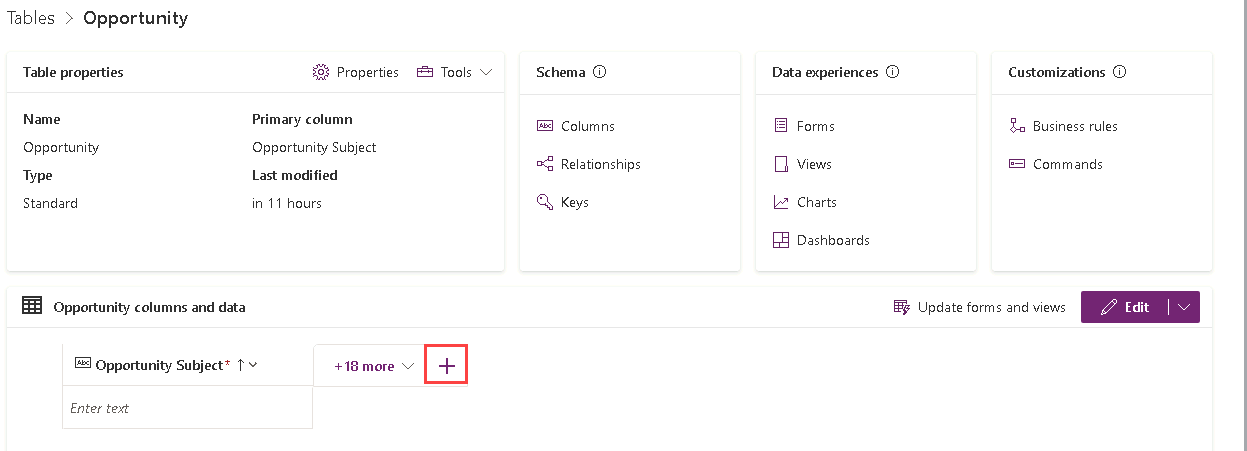 Tables > Opportunity
Table properties
Properties
Tools
Name
Primary column
Opportunity
Opportunity Subject
Type
Last modified
Standard
in 11 hours
Schema
Columns
Relationships
Keys
Data experiences
Forms
Views
Charts
Dashboards
Customizations
Business rules
Commands
Opportunity columns and data
Update forms and views
Edit
Abc Opportunity Subject* ↑
+18 more
+
Enter text